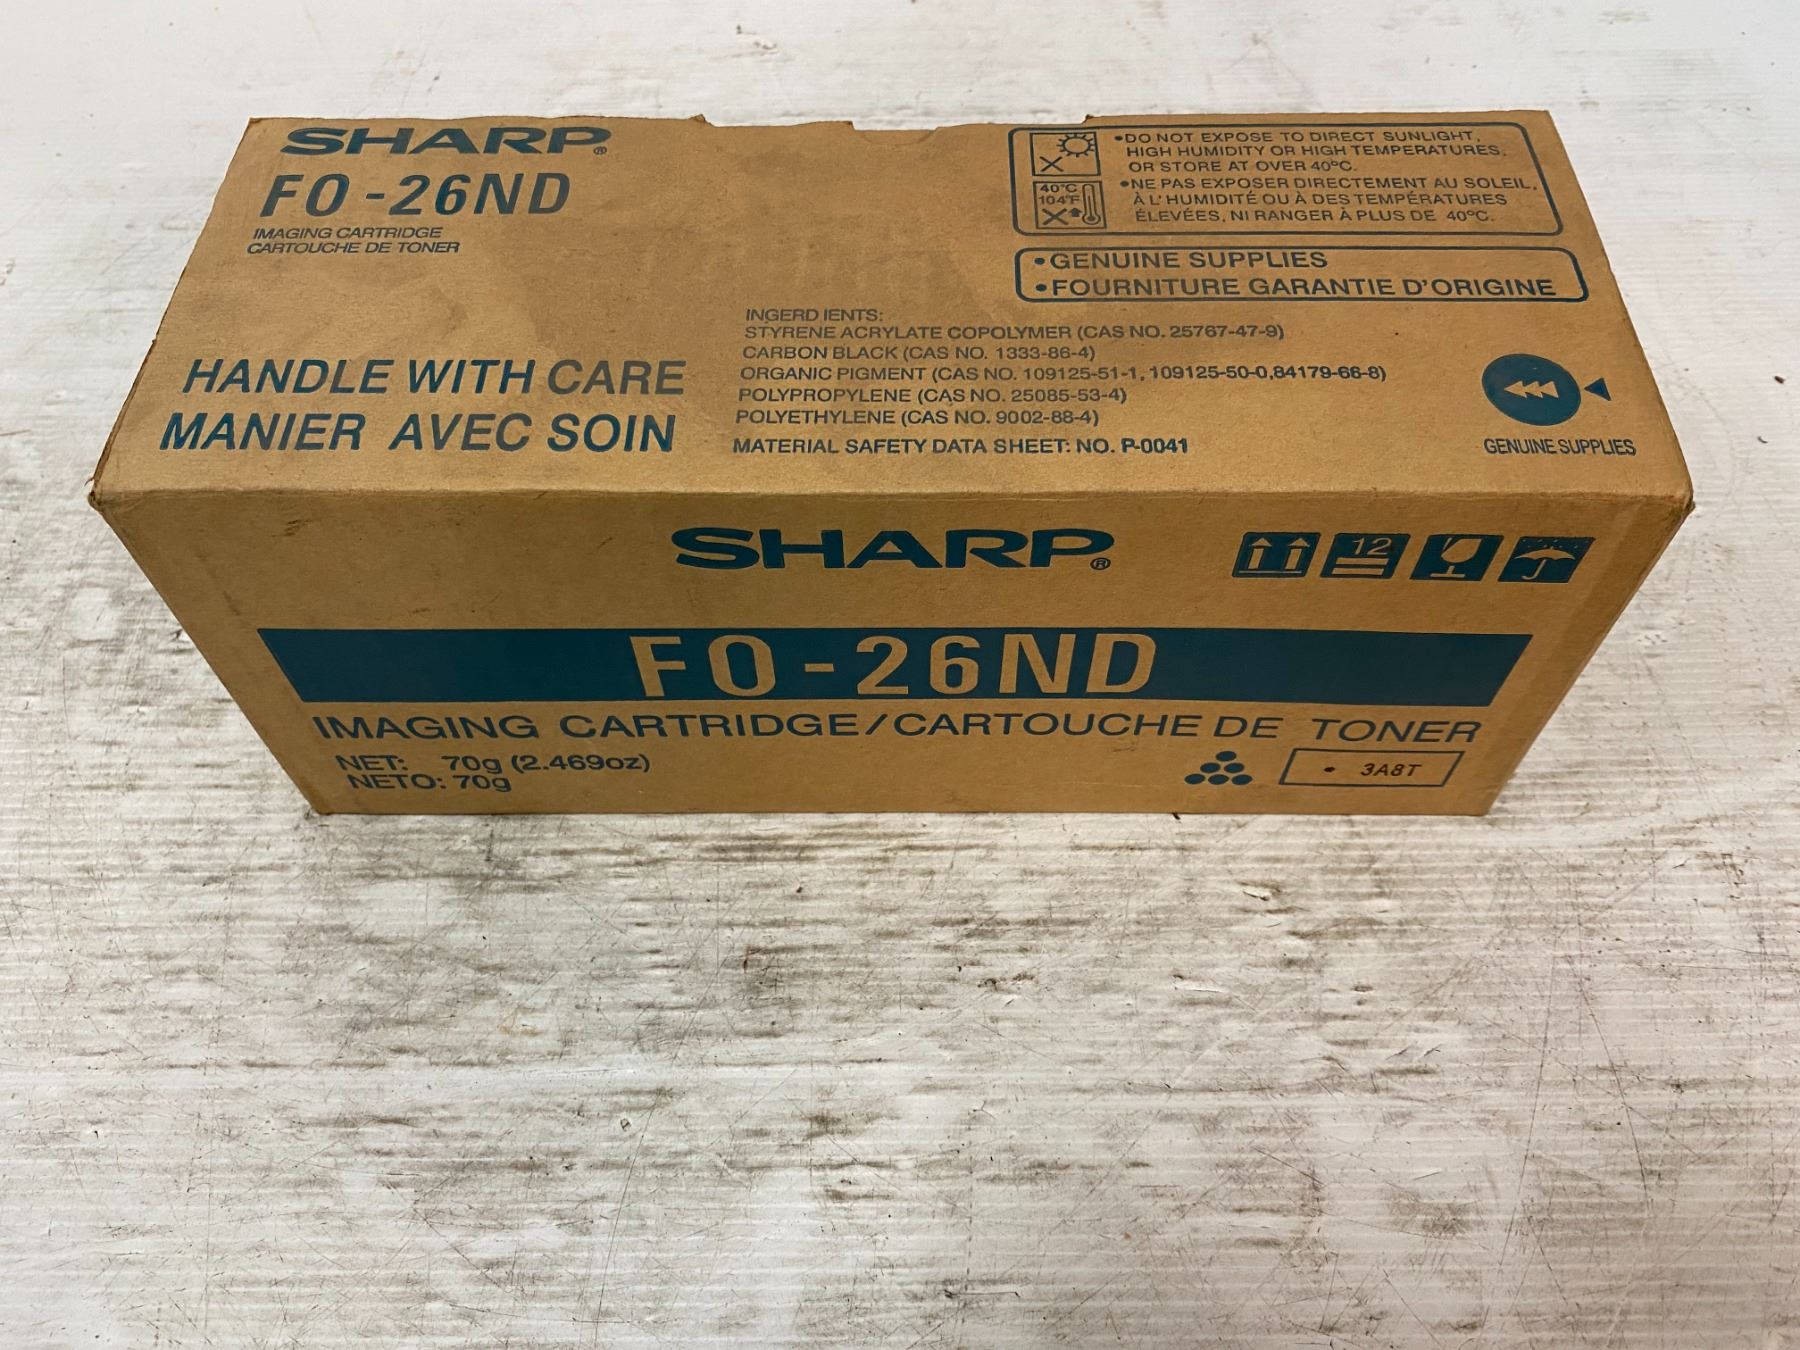 SHARP®
FO-26ND
IMAGING CARTRIDGE
CARTOUCHE DE TONER
•DO NOT EXPOSE TO DIRECT SUNLIGHT,
HIGH HUMIDITY OR HIGH TEMPERATURES,
OR STORE AT OVER 40°C.
•NE PAS EXPOSER DIRECTEMENT AU SOLEIL,
À L'HUMIDITÉ OU À DES TEMPÉRATURES
ÉLEVÉES, NI RANGER À PLUS DE 40°C.
40°C
104°F
•GENUINE SUPPLIES
•FOURNITURE GARANTIE D'ORIGINE
HANDLE WITH CARE
MANIER AVEC SOIN
INGERD IENTS:
STYRENE ACRYLATE COPOLYMER (CAS NO. 25767-47-9)
CARBON BLACK (CAS NO. 1333-86-4)
ORGANIC PIGMENT (CAS NO. 109125-51-1, 109125-50-0,84179-66-8)
POLYPROPYLENE (CAS NO. 25085-53-4)
POLYETHYLENE (CAS NO. 9002-88-4)
MATERIAL SAFETY DATA SHEET: NO. P-0041
GENUINE SUPPLIES
SHARP®
12
FO-26ND
IMAGING CARTRIDGE/CARTOUCHE DE TONER
NET: 70g (2.469oz)
NETO: 70g
• 3A8T